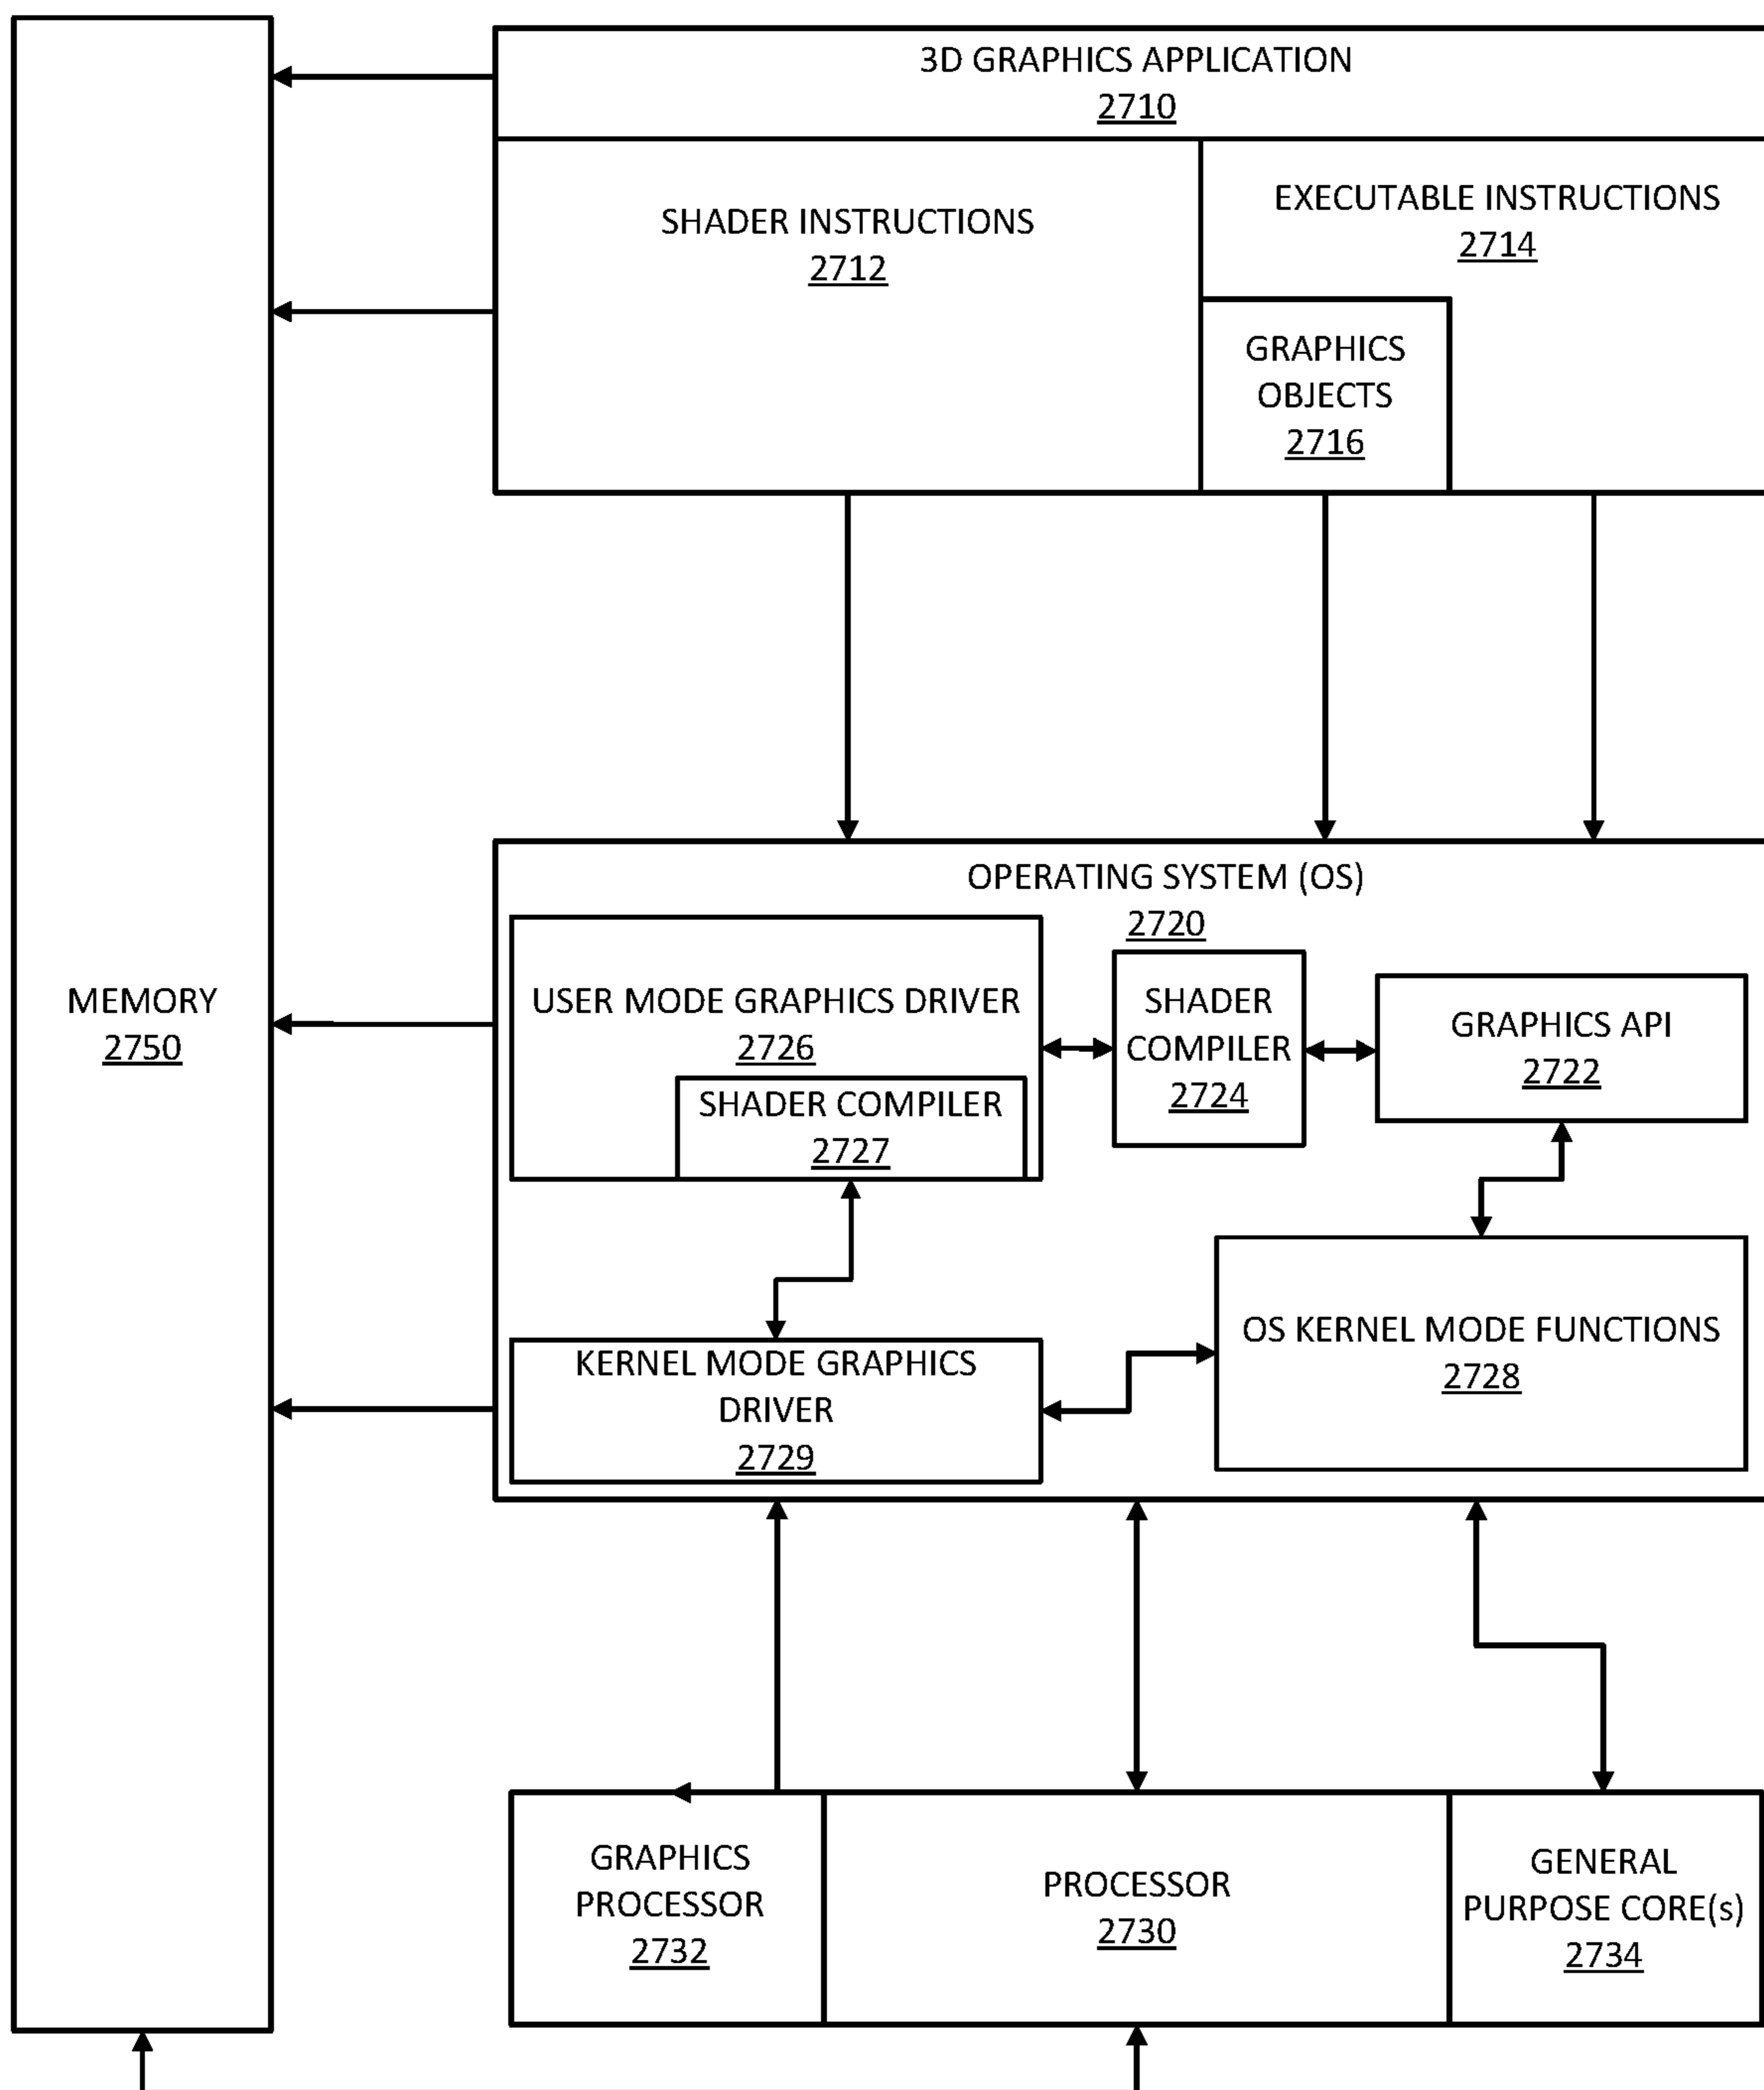 3D GRAPHICS APPLICATION
2710
SHADER INSTRUCTIONS
2712
EXECUTABLE INSTRUCTIONS
2714
GRAPHICS
OBJECTS
2716
MEMORY
2750
OPERATING SYSTEM (OS)
2720
USER MODE GRAPHICS DRIVER
2726
SHADER COMPILER
2727
SHADER
COMPILER
2724
GRAPHICS API
2722
KERNEL MODE GRAPHICS
DRIVER
2729
OS KERNEL MODE FUNCTIONS
2728
GRAPHICS
PROCESSOR
2732
PROCESSOR
2730
GENERAL
PURPOSE CORE(s)
2734